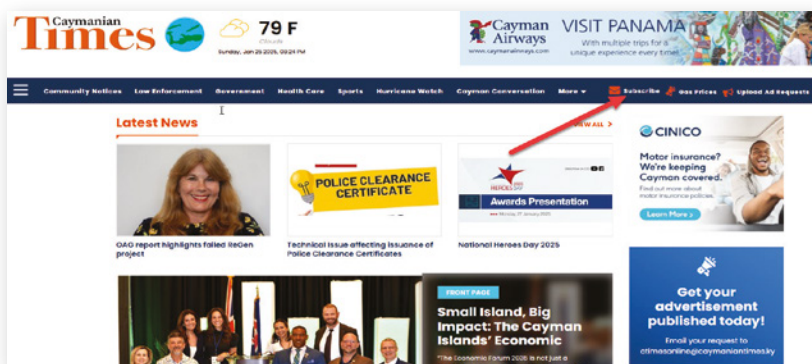 Caymanian
Times
79 F
Clouds
Sunday, Jan 26 2025, 03:24 PM
Cayman
Airways
www.caymanairways.com
VISIT PANAMA
With multiple trips for a
unique experience every time!
Community Notices Law Enforcement Government Health Care Sports Hurricane Watch Cayman Conversation More Subscribe Gas Prices Upload Ad Requests
Latest News
VIEW ALL >
POLICE CLEARANCE
CERTIFICATE
HEROES DAY
Awards Presentation
Monday, 27 January 2025
OAG report highlights failed ReGen
project
Technical Issue affecting issuance of
Police Clearance Certificates
National Heroes Day 2025
CINICO
Motor insurance?
We're keeping
Cayman covered.
Find out more about
motor insurance policies.
Learn More >
FRONT PAGE
Small Island, Big
Impact: The Cayman
Islands' Economic
"The Economic Forum 2025 is not just a
Get your
advertisement
published today!
Email your request to
ctimesonline@caymaniantimes.ky